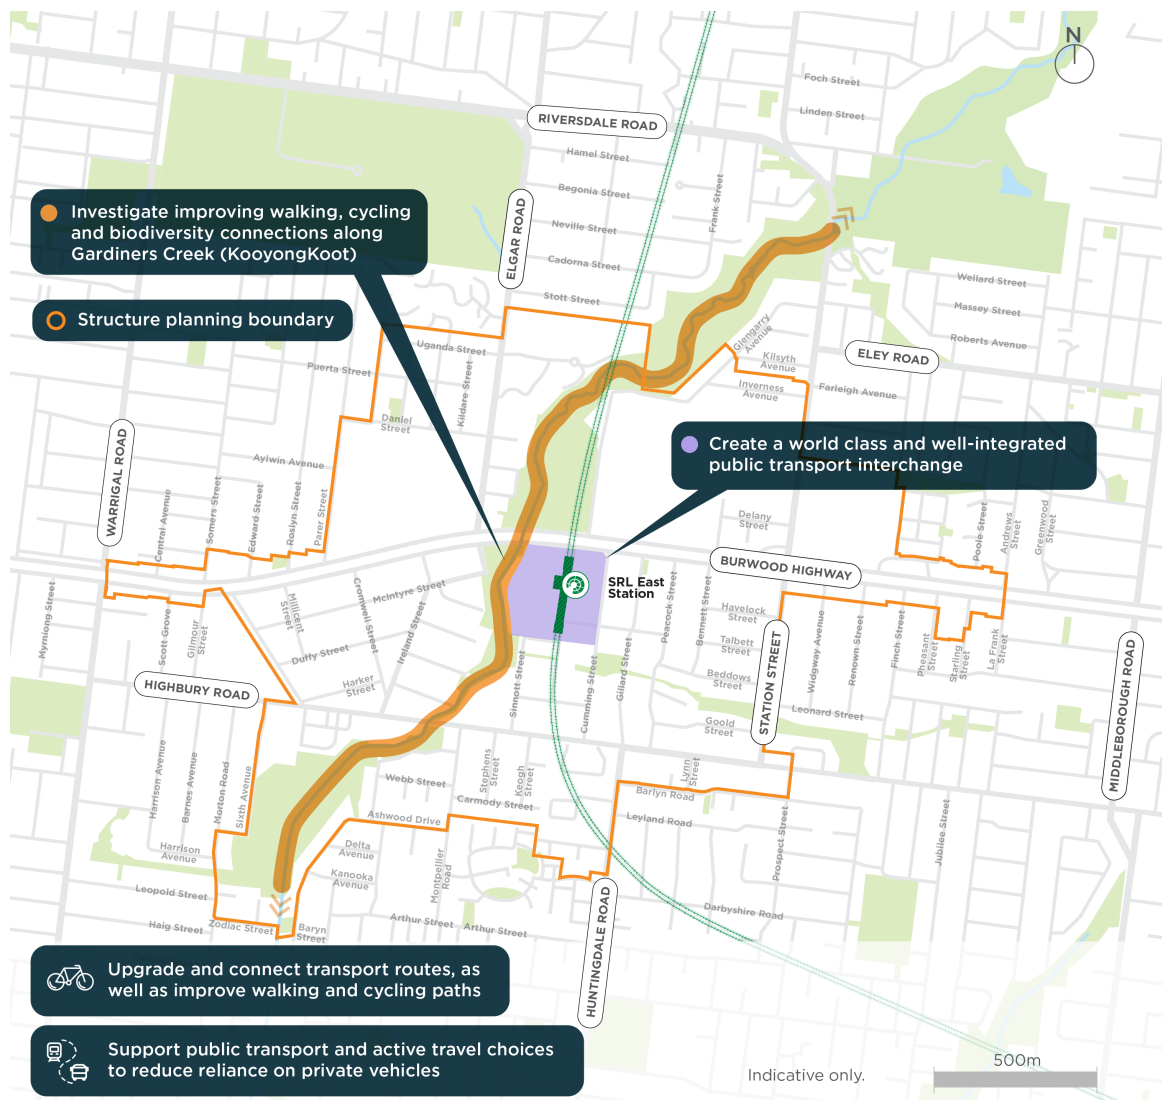 N
Foch Street
Linden Street
RIVERSDALE ROAD
Hamel Street
Begonia Street
Frank Street
Neville Street
ELGAR ROAD
Cadorna Street
Stott Street
Investigate improving walking, cycling
and biodiversity connections along
Gardiners Creek (KooyongKoot)
Structure planning boundary
Wellard Street
Massey Street
Roberts Avenue
ELEY ROAD
Glengarry
Avenue
Kilsyth
Avenue
Inverness
Avenue
Farleigh Avenue
Uganda Street
Puerta Street
Kildare Street
Daniel
Street
Create a world class and well-integrated
public transport interchange
WARRIGAL ROAD
Aylwin Avenue
Central Avenue
Somers Street
Edward Street
Roslyn Street
Parer Street
Delany
Street
Poole Street
Andrews
Street
Greenwood
Street
BURWOOD HIGHWAY
SRL East
Station
Myrniong Street
Scott Grove
Gilmour
Street
Millicent
Street
Cromwell Street
McIntyre Street
Ireland Street
Duffy Street
Harker
Street
Peacock Street
Bennett Street
Havelock
Street
Talbett
Street
Beddows
Street
STATION STREET
Widgway Avenue
Renown Street
Finch Street
Pheasant
Street
Starling
Street
La Frank
Street
MIDDLEBOROUGH ROAD
HIGHBURY ROAD
Sinnott Street
Cumming Street
Gillard Street
Goold
Street
Leonard Street
Harrison Avenue
Barnes Avenue
Morton Road
Sixth Avenue
Webb Street
Stephens
Street
Keogh
Street
Lynn
Street
Carmody Street
Barlyn Road
Ashwood Drive
Leyland Road
Prospect Street
Jubilee Street
Harrison
Avenue
Delta
Avenue
Kanooka
Avenue
Montpellier
Road
Leopold Street
Haig Street
Zodiac Street
Baryn
Street
Arthur Street
Arthur Street
HUNTINGDALE ROAD
Darbyshire Road
Upgrade and connect transport routes, as
well as improve walking and cycling paths
Support public transport and active travel choices
to reduce reliance on private vehicles
Indicative only.
500m